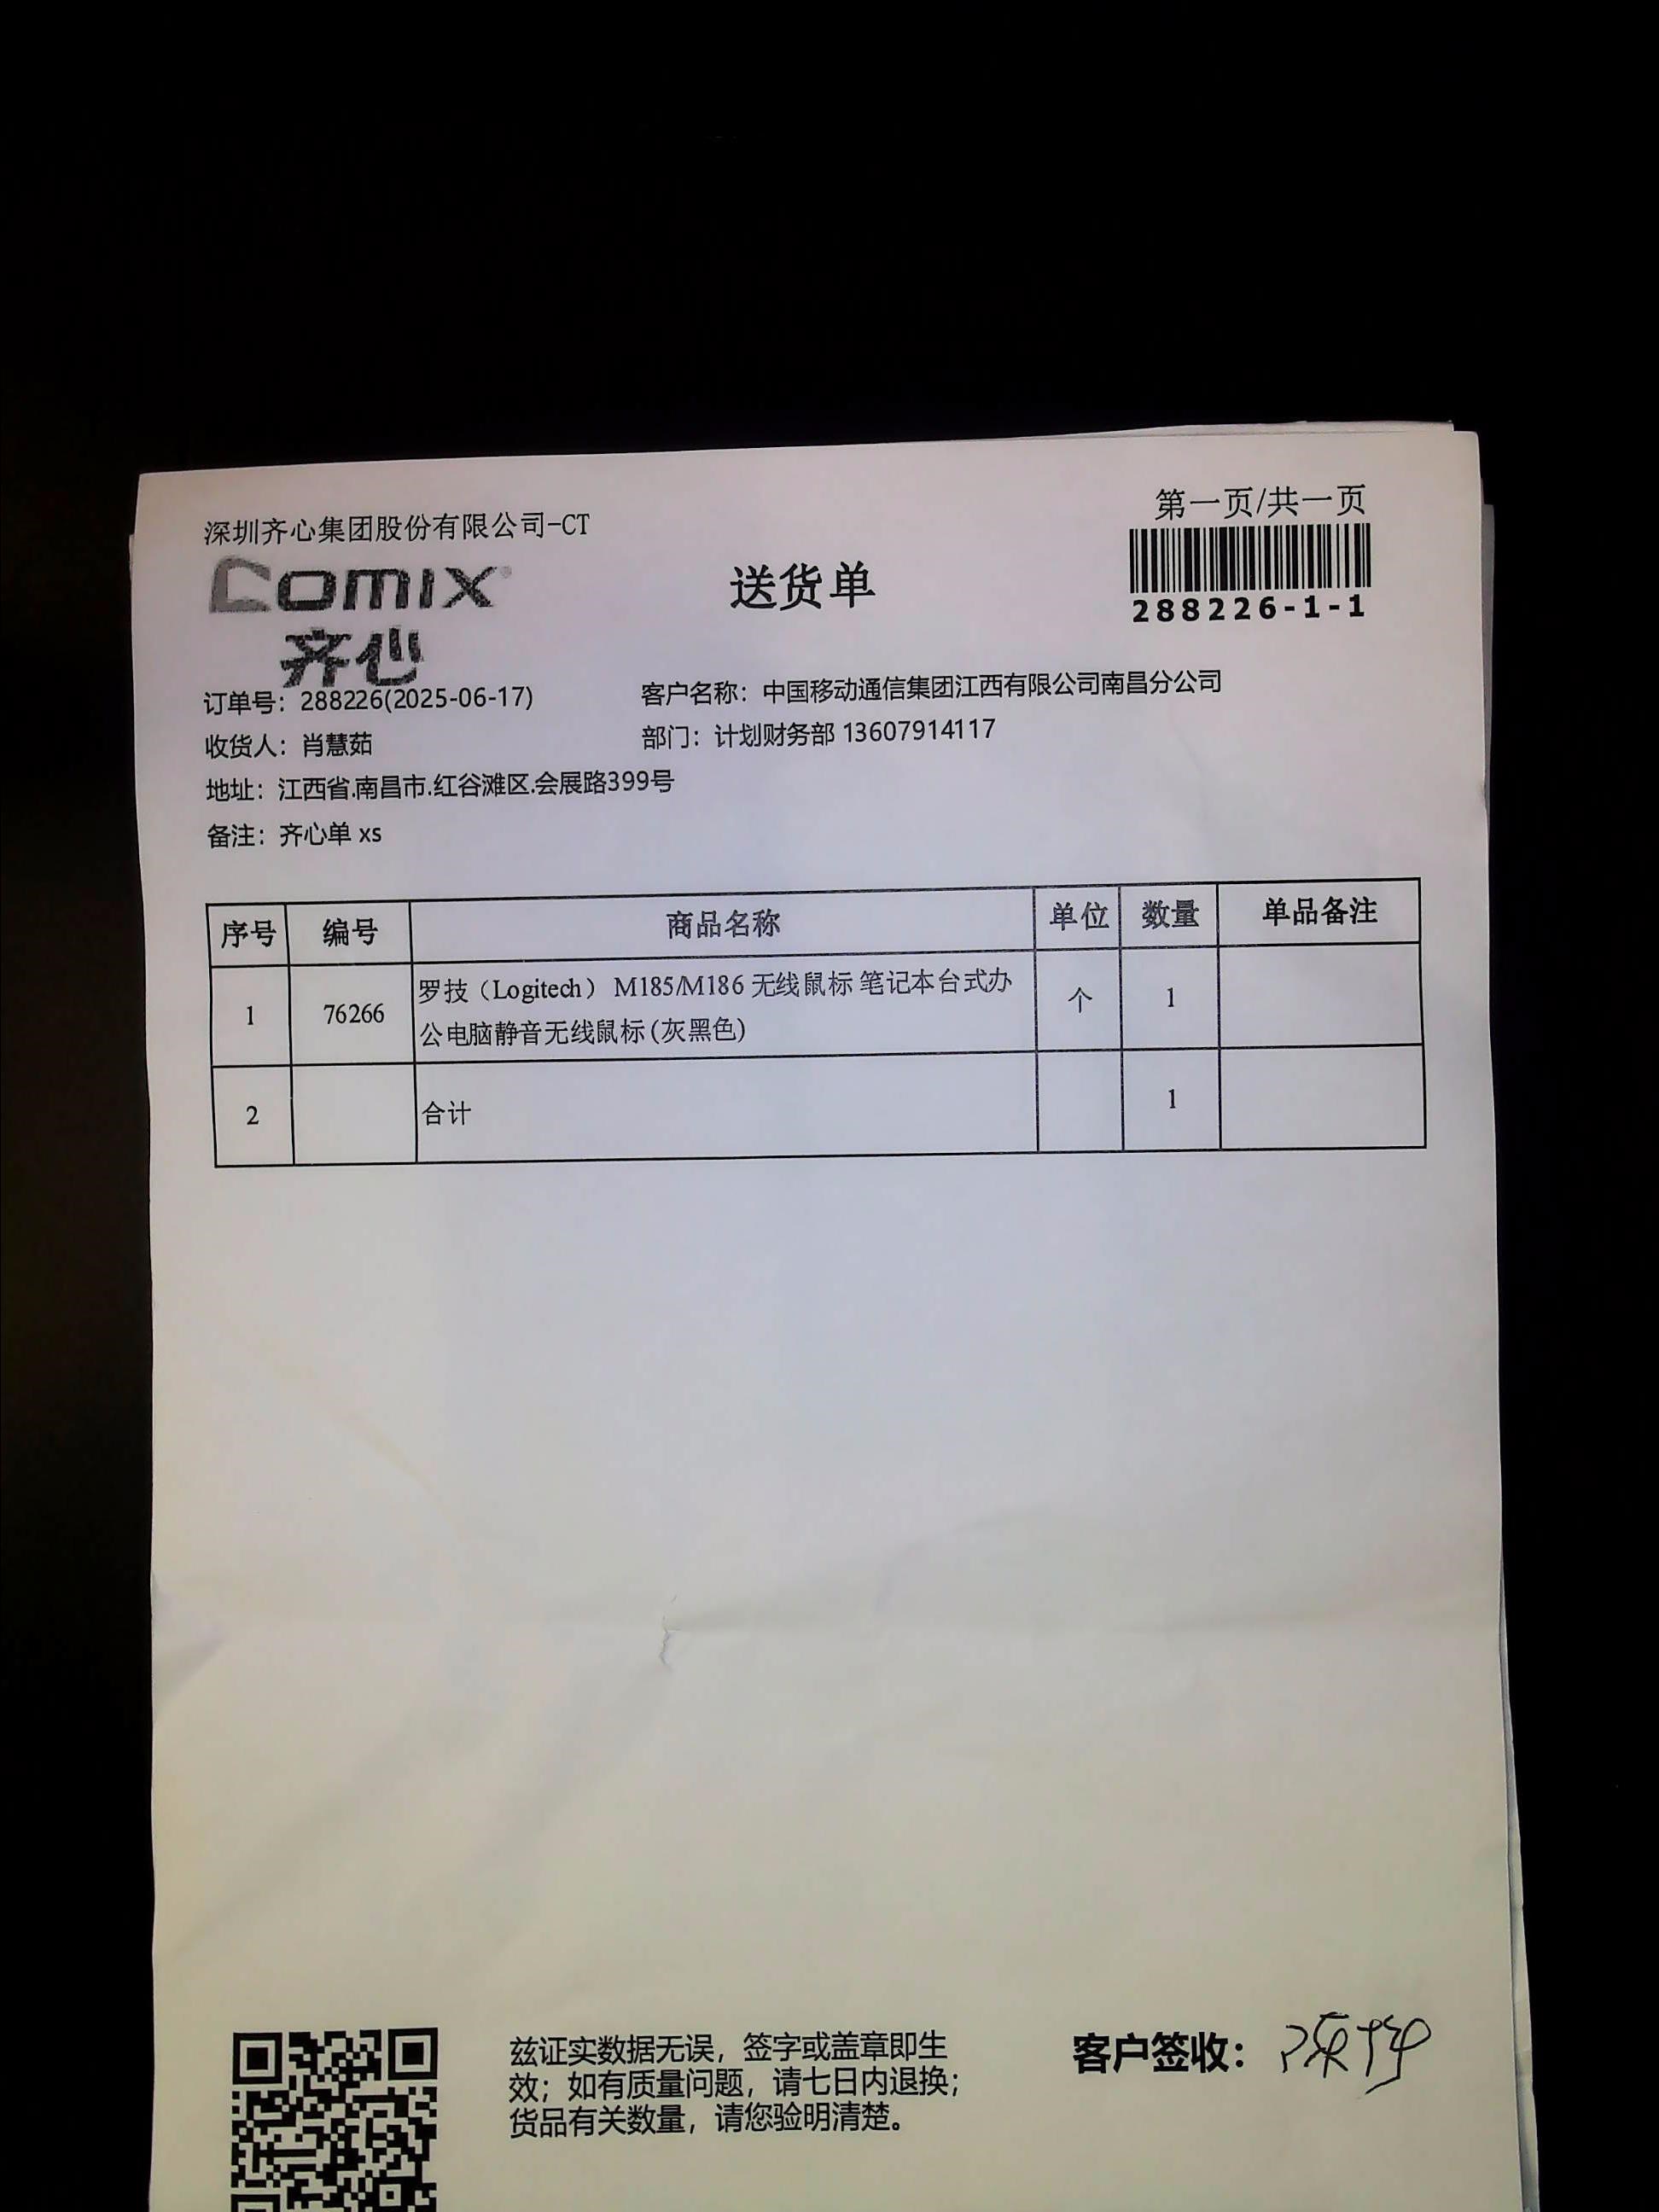 第一页/共一页
深圳齐心集团股份有限公司-CT
comix
齐心
送货单
288226-1-1
订单号：288226(2025-06-17)
客户名称：中国移动通信集团江西有限公司南昌分公司
收货人：肖慧茹
部门：计划财务部 13607914117
地址：江西省.南昌市.红谷滩区.会展路399号
备注：齐心单 xs
序号 编号 商品名称 单位 数量 单品备注
1 76266 罗技（Logitech） M185/M186 无线鼠标 笔记本台式办 个 1
公电脑静音无线鼠标(灰黑色)
2 合计 1
兹证实数据无误，签字或盖章即生
效；如有质量问题，请七日内退换；
货品有关数量，请您验明清楚。
客户签收：